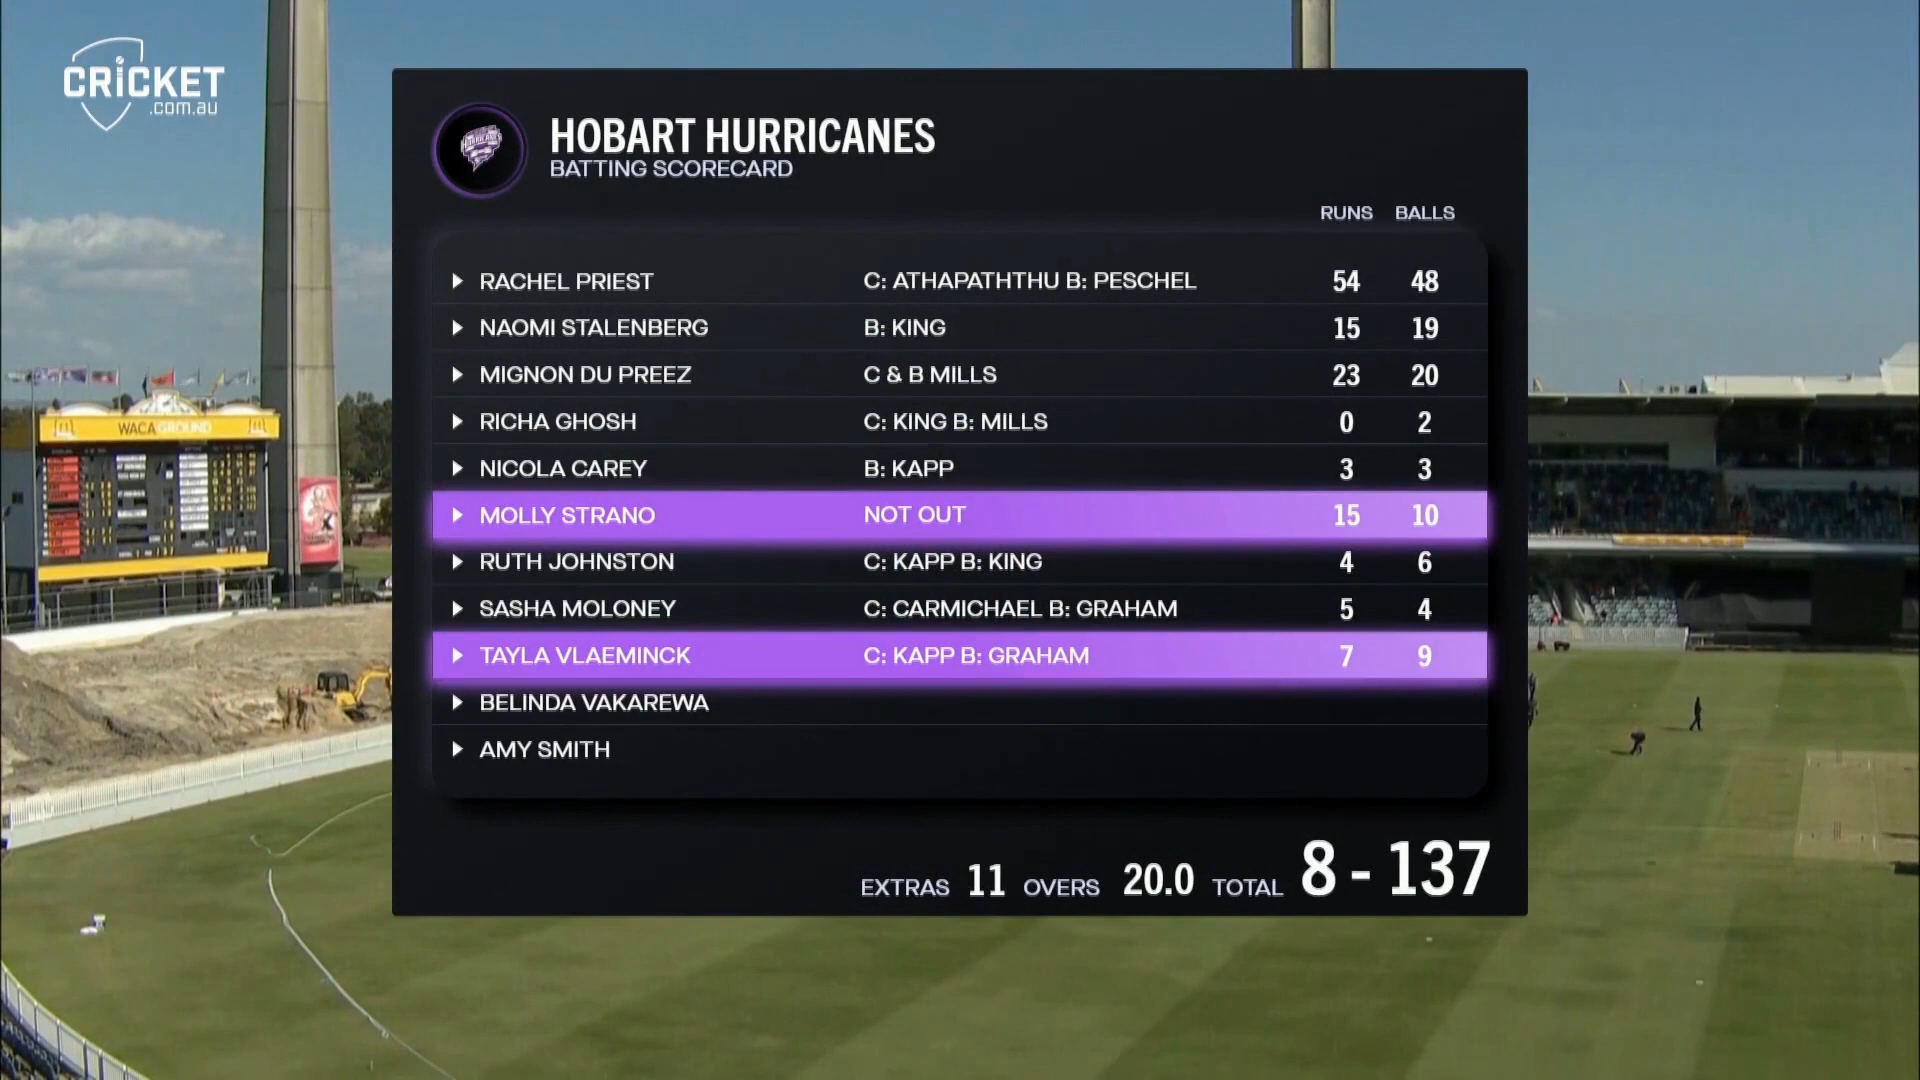 CRICKET
.com.au
HOBART HURRICANES
BATTING SCORECARD
RUNS BALLS
RACHEL PRIEST C: ATHAPATHTHU B: PESCHEL 54 48
NAOMI STALENBERG B: KING 15 19
MIGNON DU PREEZ C & B MILLS 23 20
RICHA GHOSH C: KING B: MILLS 0 2
NICOLA CAREY B: KAPP 3 3
MOLLY STRANO NOT OUT 15 10
RUTH JOHNSTON C: KAPP B: KING 4 6
SASHA MOLONEY C: CARMICHAEL B: GRAHAM 5 4
TAYLA VLAEMINCK C: KAPP B: GRAHAM 7 9
BELINDA VAKAREWA
AMY SMITH
EXTRAS 11 OVERS 20.0 TOTAL 8 - 137
WACA GROUND